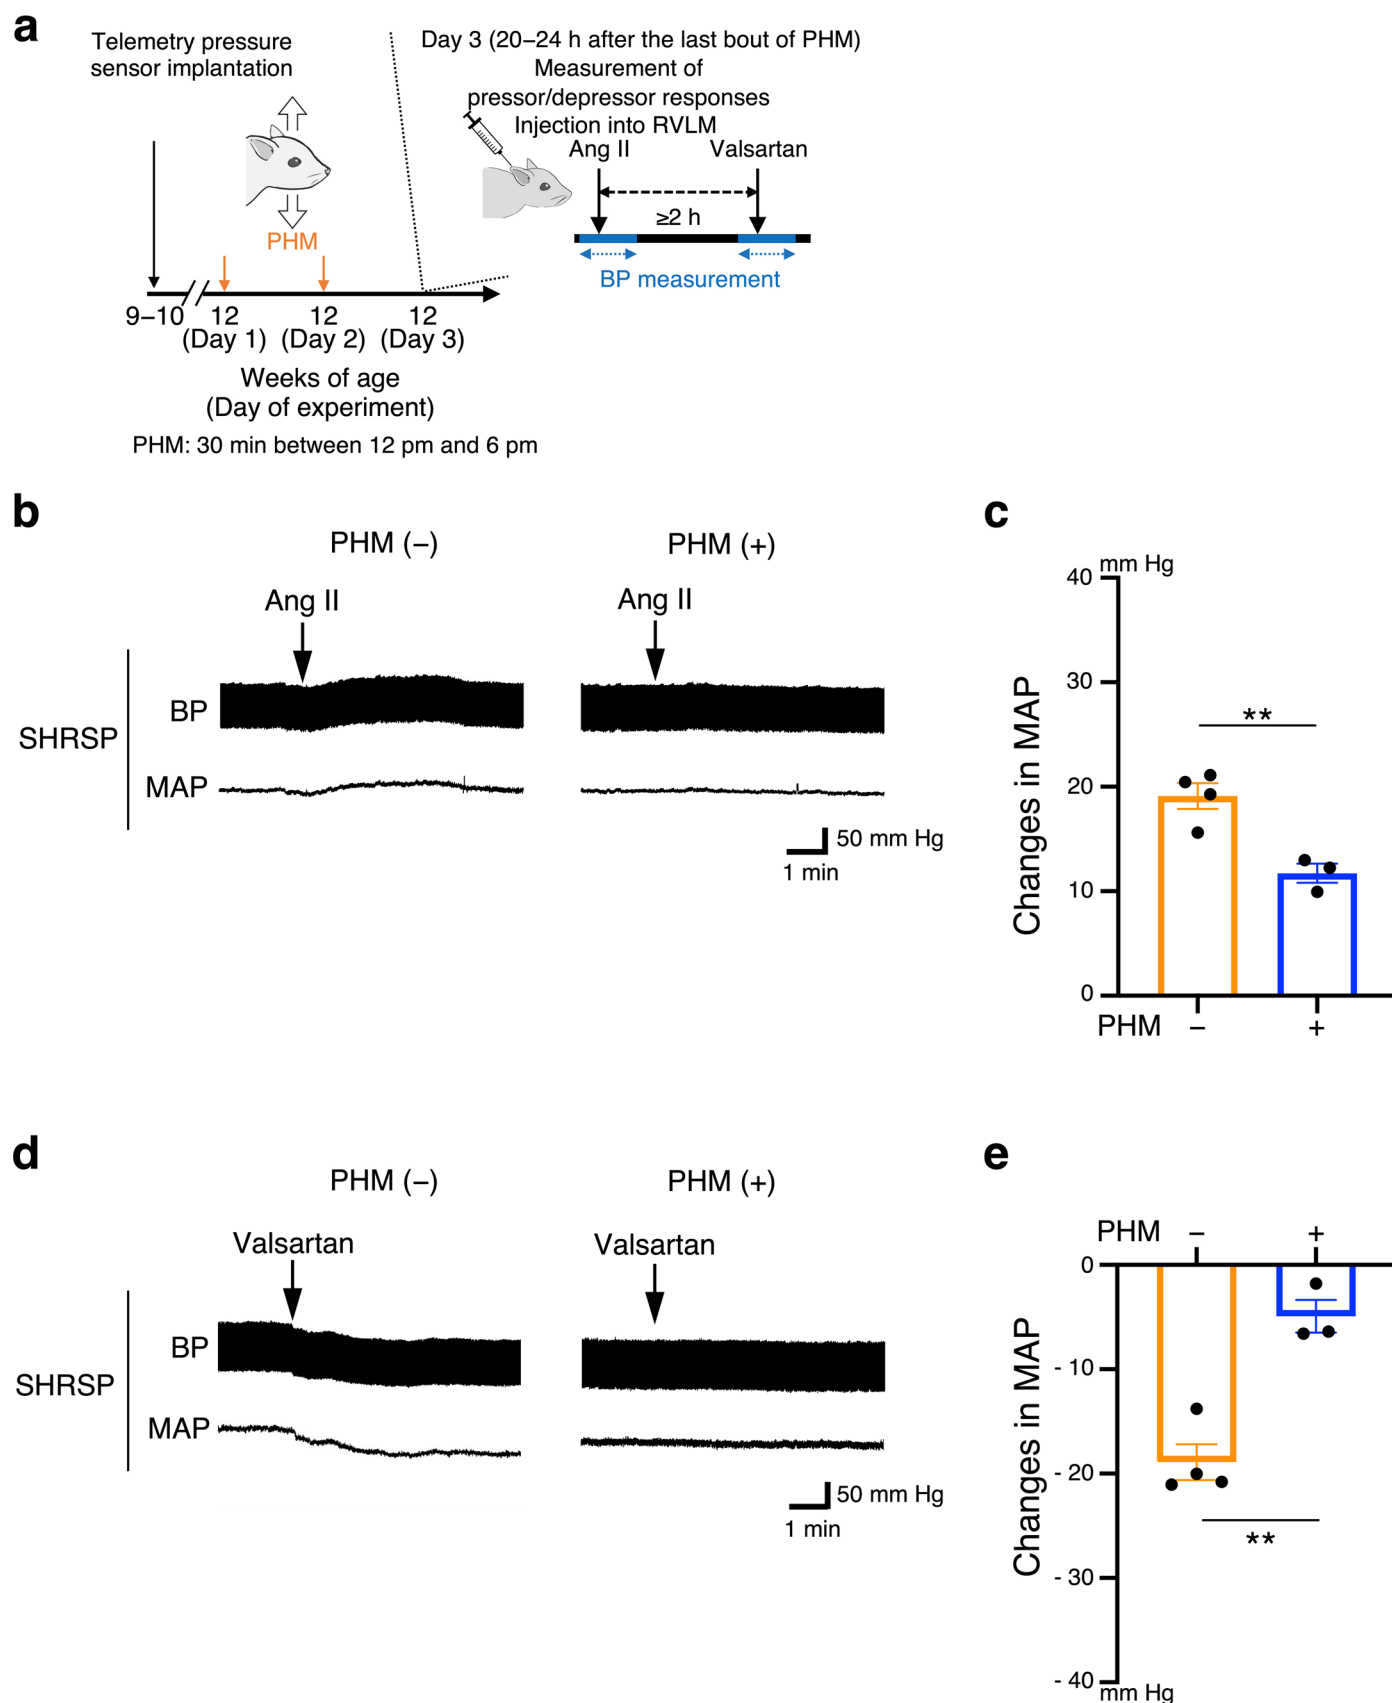 a
Telemetry pressure
sensor implantation
PHM
9–10
12
12
12
(Day 1)
(Day 2)
(Day 3)
Weeks of age
(Day of experiment)
PHM: 30 min between 12 pm and 6 pm
Day 3 (20–24 h after the last bout of PHM)
Measurement of
pressor/depressor responses
Injection into RVLM
Ang II
Valsartan
≥2 h
BP measurement
b
PHM (–)
PHM (+)
Ang II
Ang II
SHRSP
BP
MAP
50 mm Hg
1 min
c
mm Hg
40
30
20
10
0
Changes in MAP
**
PHM
–
+
d
PHM (–)
PHM (+)
Valsartan
Valsartan
SHRSP
BP
MAP
50 mm Hg
1 min
e
PHM
–
+
0
- 10
- 20
- 30
- 40
Changes in MAP
**
mm Hg